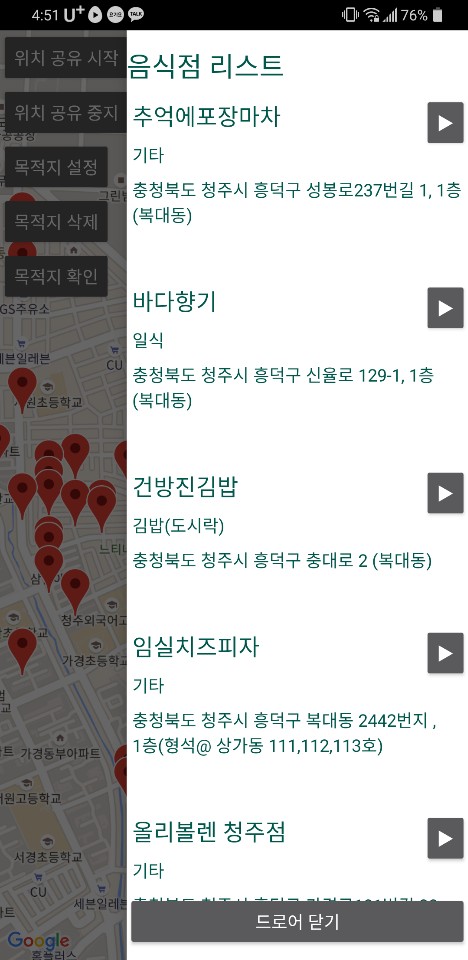 4:51 U+ 요기요 TALK 76%
위치 공유 시작
위치 공유 중지
목적지 설정
목적지 삭제
목적지 확인
GS주유소
세븐일레븐
CU
초등학교
청주외국어고
가경초등학교
가경동부아파트
서원고등학교
서경초등학교
CU
세븐일레븐
Google
홈플러스
음식점 리스트
추억에포장마차
기타
충청북도 청주시 흥덕구 성봉로237번길 1, 1층
(복대동)
바다향기
일식
충청북도 청주시 흥덕구 신율로 129-1, 1층
(복대동)
건방진김밥
김밥(도시락)
충청북도 청주시 흥덕구 충대로 2 (복대동)
임실치즈피자
기타
충청북도 청주시 흥덕구 복대동 2442번지 ,
1층(형석@ 상가동 111,112,113호)
올리볼렌 청주점
기타
드로어 닫기